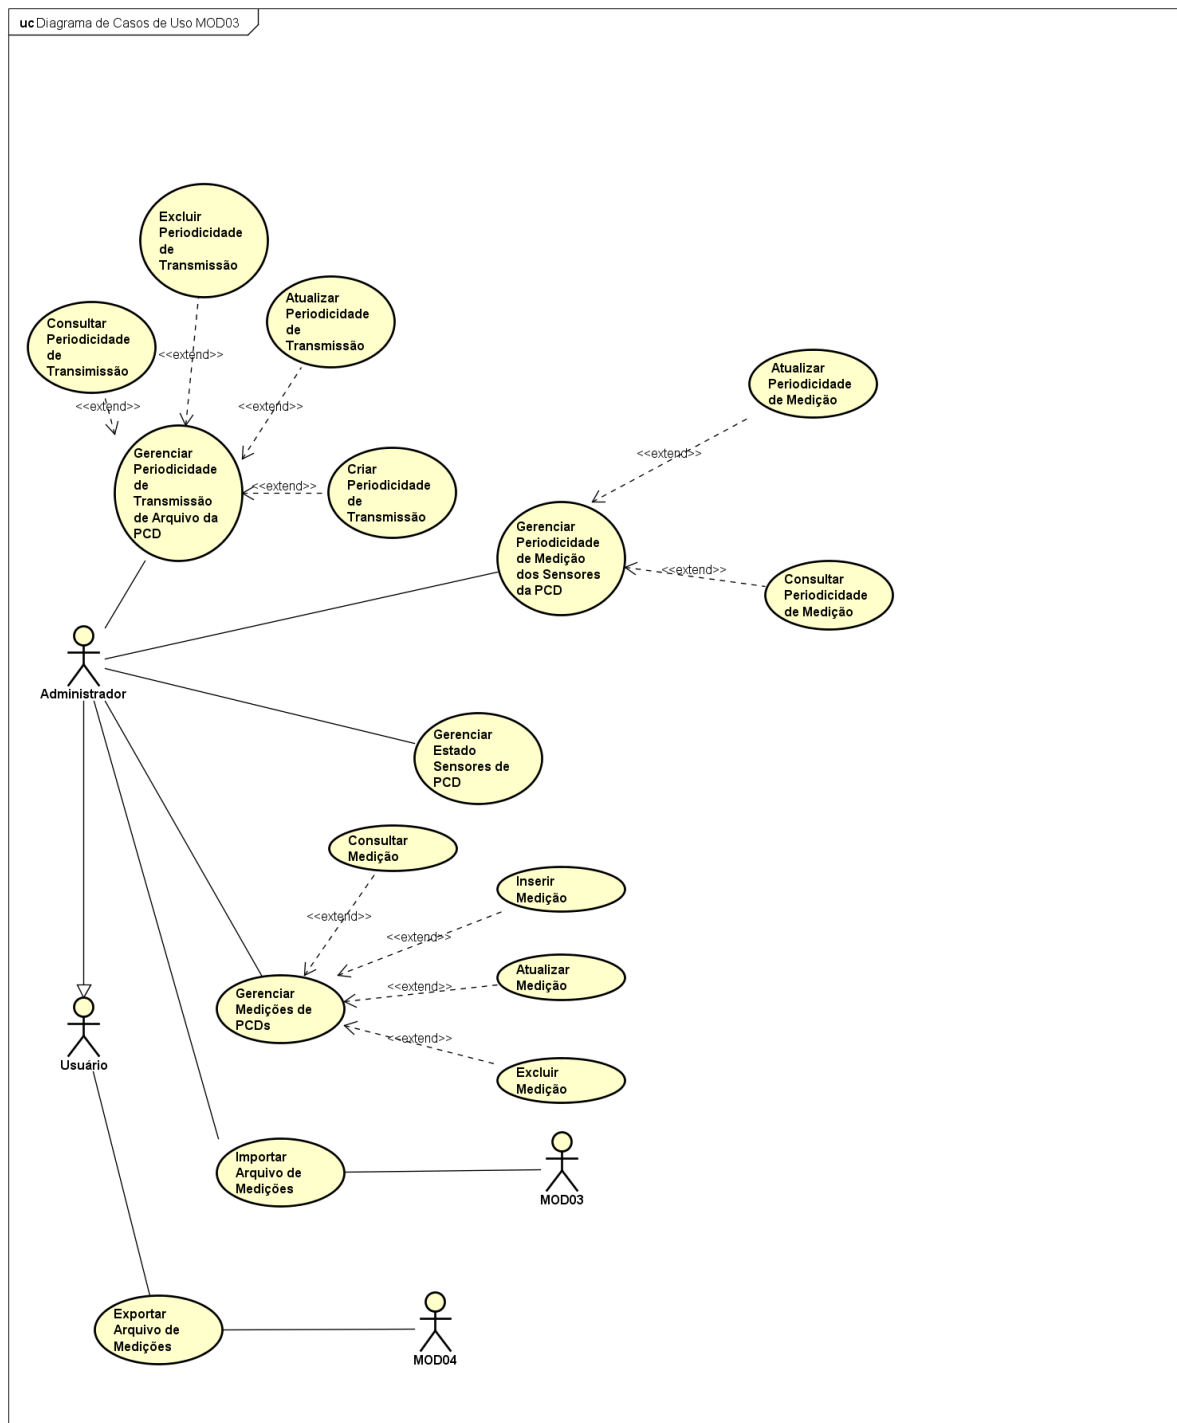 uc Diagrama de Casos de Uso MOD03
Excluir
Periodicidade
de
Transmissão
Atualizar
Periodicidade
de
Transmissão
Consultar
Periodicidade
de
Transimissão
<<extend>>
<<extend>>
<<extend>>
Gerenciar
Periodicidade
de
Transmissão
de Arquivo da
PCD
<<extend>>
Criar
Periodicidade
de
Transmissão
Atualizar
Periodicidade
de Medição
<<extend>>
Gerenciar
Periodicidade
de Medição
dos Sensores
da PCD
<<extend>>
Consultar
Periodicidade
de Medição
Administrador
Gerenciar
Estado
Sensores de
PCD
Consultar
Medição
<<extend>>
Inserir
Medição
<<extend>>
Atualizar
Medição
<<extend>>
Gerenciar
Medições de
PCDs
<<extend>>
Excluir
Medição
Usuário
Importar
Arquivo de
Medições
MOD03
Exportar
Arquivo de
Medições
MOD04